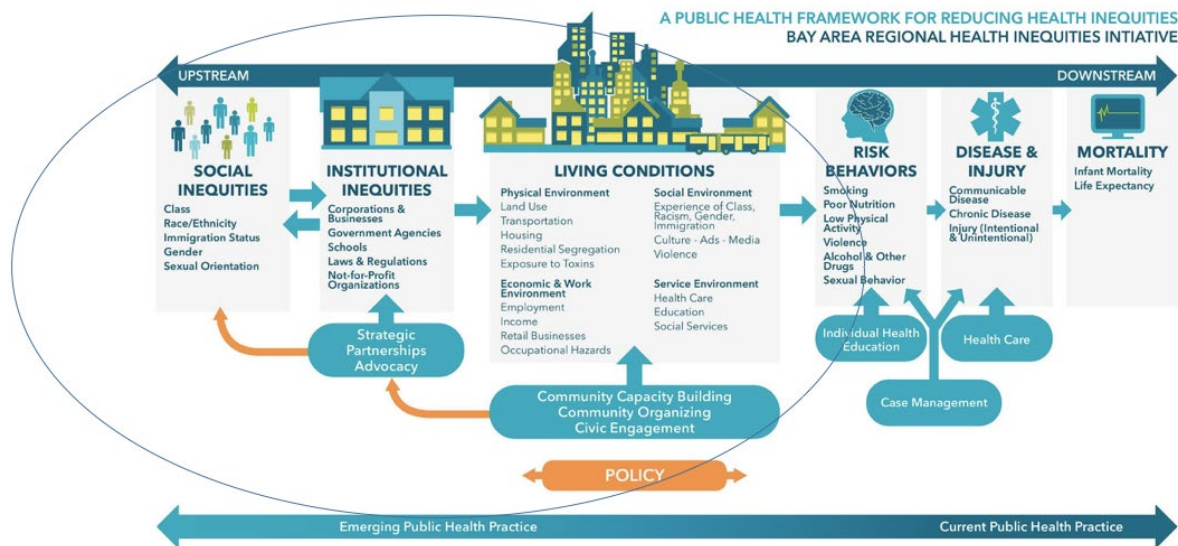 A PUBLIC HEALTH FRAMEWORK FOR REDUCING HEALTH INEQUITIES
BAY AREA REGIONAL HEALTH INEQUITIES INTIATIVE
UPSTREAM
DOWNSTREAM
SOCIAL
INEQUITIES
Class
Race/Ethnicity
Immigration Status
Gender
Sexual Orientation
INSTITUTIONAL
INEQUITIES
Corporations &
Businesses
Government Agencies
Schools
Laws & Regulations
Not-for-Profit
Organizations
LIVING CONDITIONS
Physical Environment
Land Use
Transportation
Housing
Residential Segregation
Exposure to Toxins
Economic & Work
Environment
Employment
Income
Retail Businesses
Occupational Hazards
Social Environment
Experience of Class,
Racism, Gender,
Immigration
Culture - Ads - Media
Violence
Service Environment
Health Care
Education
Social Services
RISK
BEHAVIORS
Smoking
Poor Nutrition
Low Physical
Activity
Violence
Alcohol & Other
Drugs
Sexual Behavior
DISEASE &
INJURY
Communicable
Disease
Chronic Disease
Injury (Intentional
& Unintentional)
MORTALITY
Infant Mortality
Life Expectancy
Strategic
Partnerships
Advocacy
Community Capacity Building
Community Organizing
Civic Engagement
Individual Health
Education
Health Care
Case Management
POLICY
Emerging Public Health Practice
Current Public Health Practice